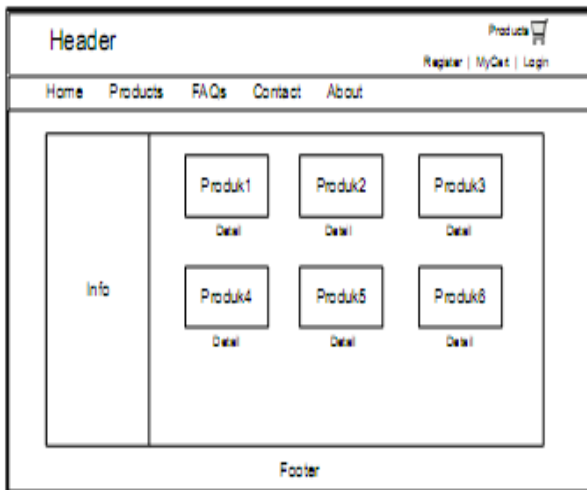 Header
Products
Register | MyCart | Login
Home Products FAQs Contact About
Info
Produk1 Produk2 Produk3
Detail Detail Detail
Produk4 Produk5 Produk6
Detail Detail Detail
Footer